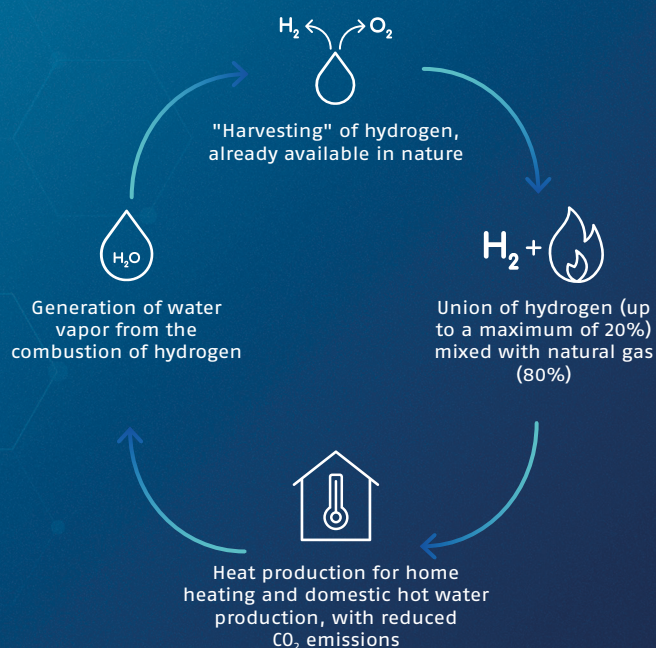 H₂ O₂
"Harvesting" of hydrogen,
already available in nature
H₂ +
Union of hydrogen (up
to a maximum of 20%)
mixed with natural gas
(80%)
Heat production for home
heating and domestic hot water
production, with reduced
CO₂ emissions
H₂O
Generation of water
vapor from the
combustion of hydrogen